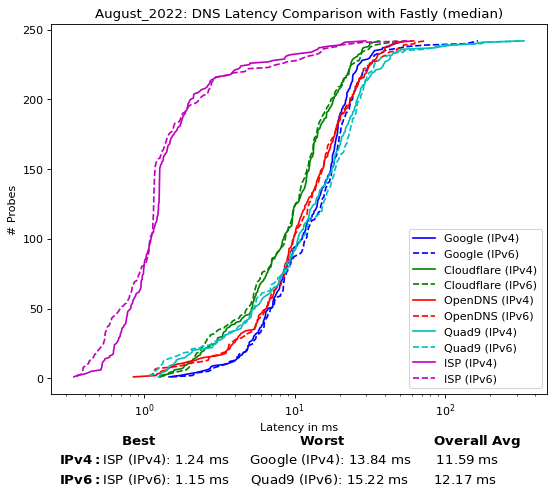 August_2022: DNS Latency Comparison with Fastly (median)
250
200
150
100
50
0
# Probes
Google (IPv4)
Google (IPv6)
Cloudflare (IPv4)
Cloudflare (IPv6)
OpenDNS (IPv4)
OpenDNS (IPv6)
Quad9 (IPv4)
Quad9 (IPv6)
ISP (IPv4)
ISP (IPv6)
10⁰ 10¹ 10²
Latency in ms
Best Worst Overall Avg
IPv4: ISP (IPv4): 1.24 ms Google (IPv4): 13.84 ms 11.59 ms
IPv6: ISP (IPv6): 1.15 ms Quad9 (IPv6): 15.22 ms 12.17 ms